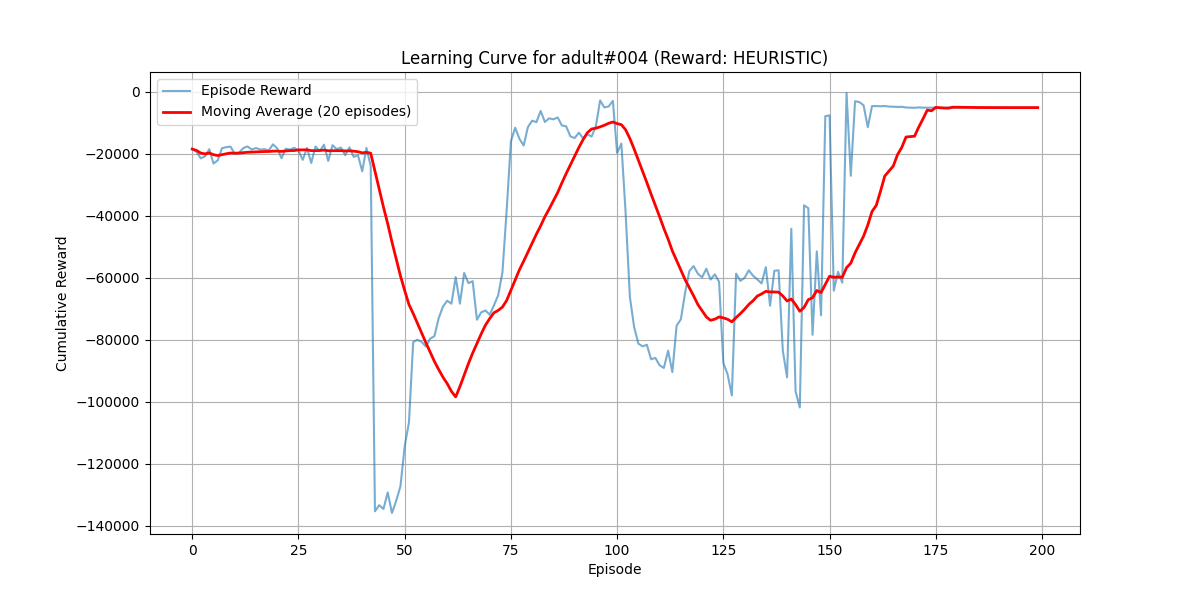 Learning Curve for adult#004 (Reward: HEURISTIC)
Episode Reward
Moving Average (20 episodes)
Cumulative Reward
0
−20000
−40000
−60000
−80000
−100000
−120000
−140000
0 25 50 75 100 125 150 175 200
Episode